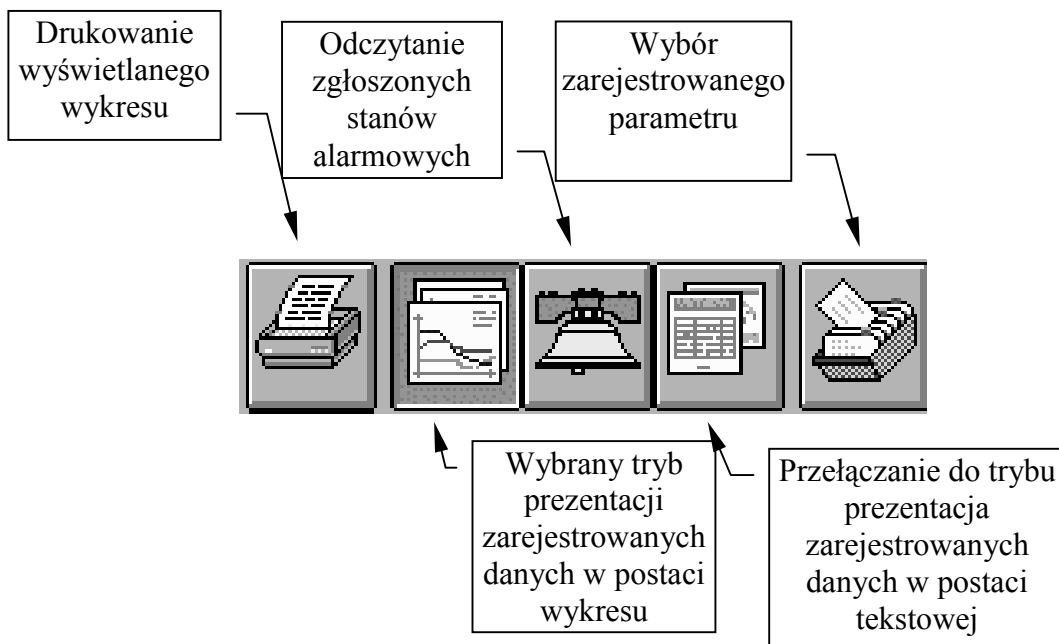 Drukowanie
wyświetlanego
wykresu
Odczytanie
zgłoszonych
stanów
alarmowych
Wybór
zarejestrowanego
parametru
Wybrany tryb
prezentacji
zarejestrowanych
danych w postaci
wykresu
Przełączanie do trybu
prezentacja
zarejestrowanych
danych w postaci
tekstowej